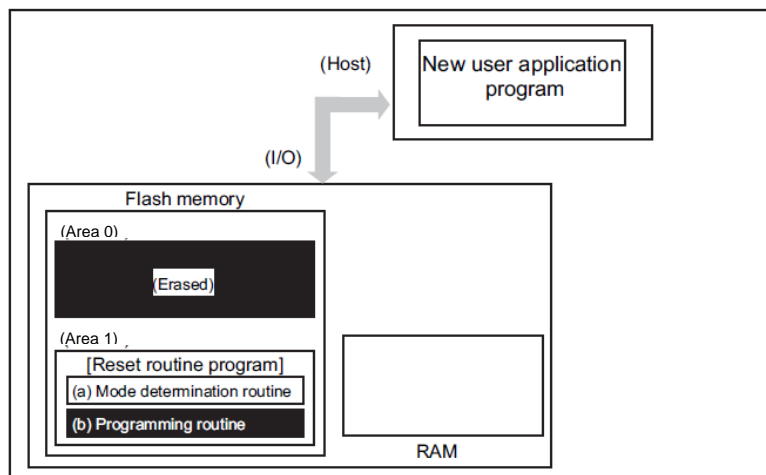 (Host)
New user application
program
(I/O)
Flash memory
(Area 0)
(Erased)
(Area 1)
[Reset routine program]
(a) Mode determination routine
(b) Programming routine
RAM